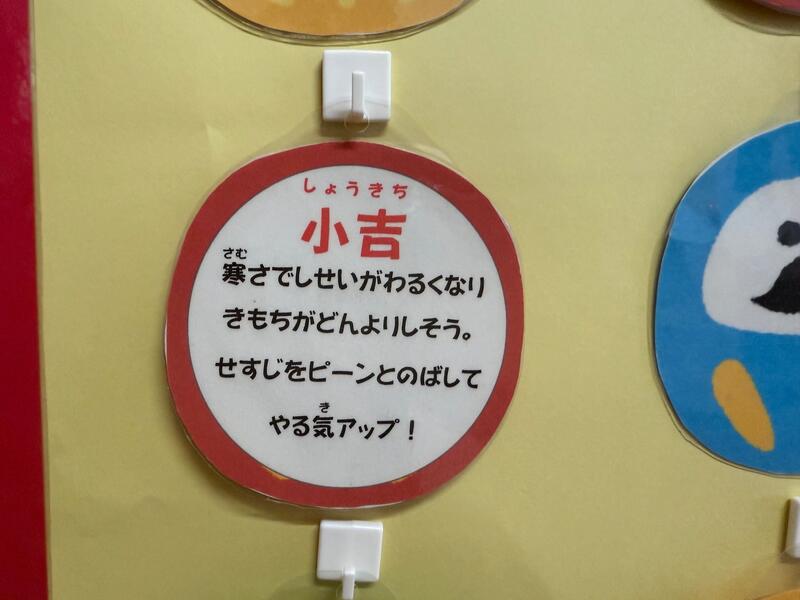 しょうきち
小吉
さむ
寒さでしせいがわるくなり
きもちがどんよりしそう。
せすじをピーンとのばして
き
やる気アップ！